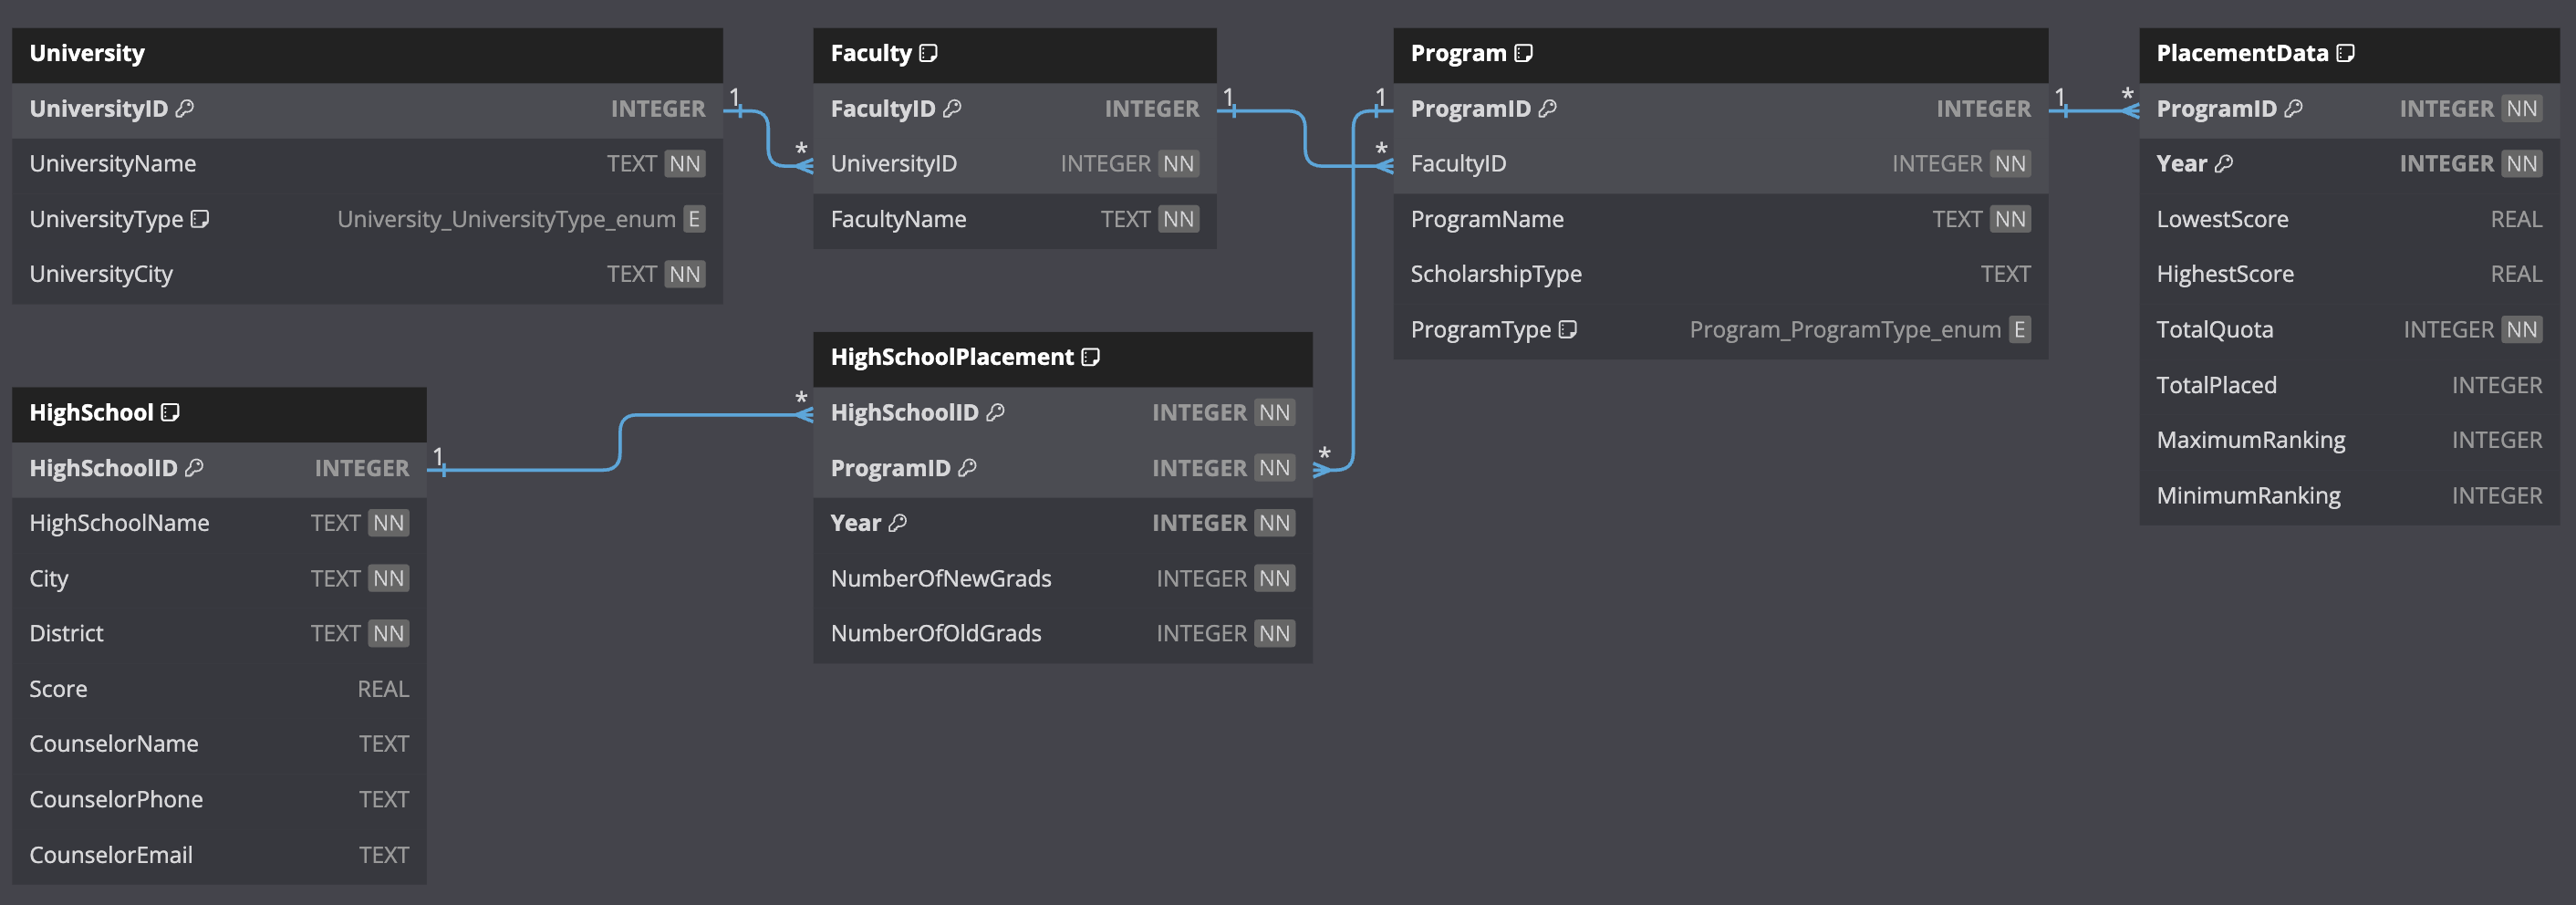 University
UniversityID INTEGER
UniversityName TEXT NN
UniversityType University_UniversityType_enum E
UniversityCity TEXT NN
1
*
Faculty
FacultyID INTEGER
UniversityID INTEGER NN
FacultyName TEXT NN
1
*
Program
1
ProgramID INTEGER
FacultyID INTEGER NN
ProgramName TEXT NN
ScholarshipType TEXT
ProgramType Program_ProgramType_enum E
1
*
PlacementData
ProgramID INTEGER NN
Year INTEGER NN
LowestScore REAL
HighestScore REAL
TotalQuota INTEGER NN
TotalPlaced INTEGER
MaximumRanking INTEGER
MinimumRanking INTEGER
HighSchool
HighSchoolID INTEGER
HighSchoolName TEXT NN
City TEXT NN
District TEXT NN
Score REAL
CounselorName TEXT
CounselorPhone TEXT
CounselorEmail TEXT
1
*
HighSchoolPlacement
HighSchoolID INTEGER NN
ProgramID INTEGER NN
Year INTEGER NN
NumberOfNewGrads INTEGER NN
NumberOfOldGrads INTEGER NN
*